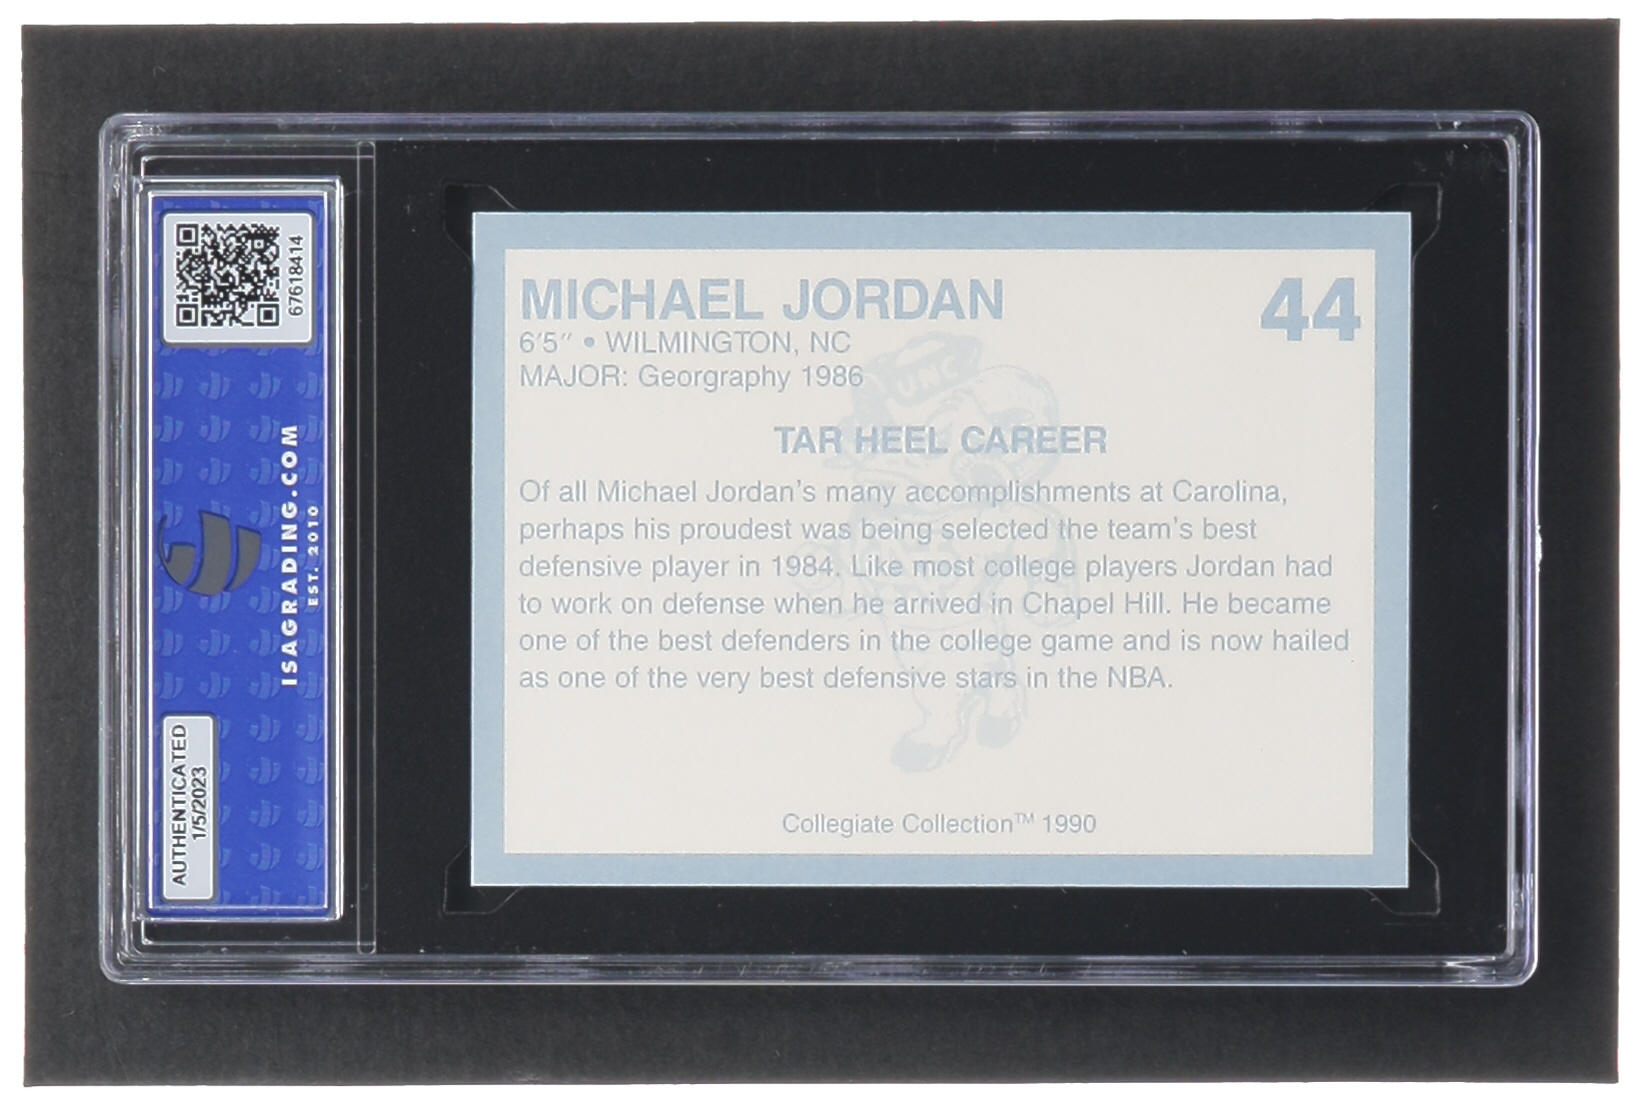 67618414
ISAGRADING.COM
EST. 2010
AUTHENTICATED
1/5/2023
MICHAEL JORDAN 44
6'5" • WILMINGTON, NC
MAJOR: Georgraphy 1986
UNC
TAR HEEL CAREER
Of all Michael Jordan's many accomplishments at Carolina,
perhaps his proudest was being selected the team's best
defensive player in 1984. Like most college players Jordan had
to work on defense when he arrived in Chapel Hill. He became
one of the best defenders in the college game and is now hailed
as one of the very best defensive stars in the NBA.
Collegiate Collection™ 1990